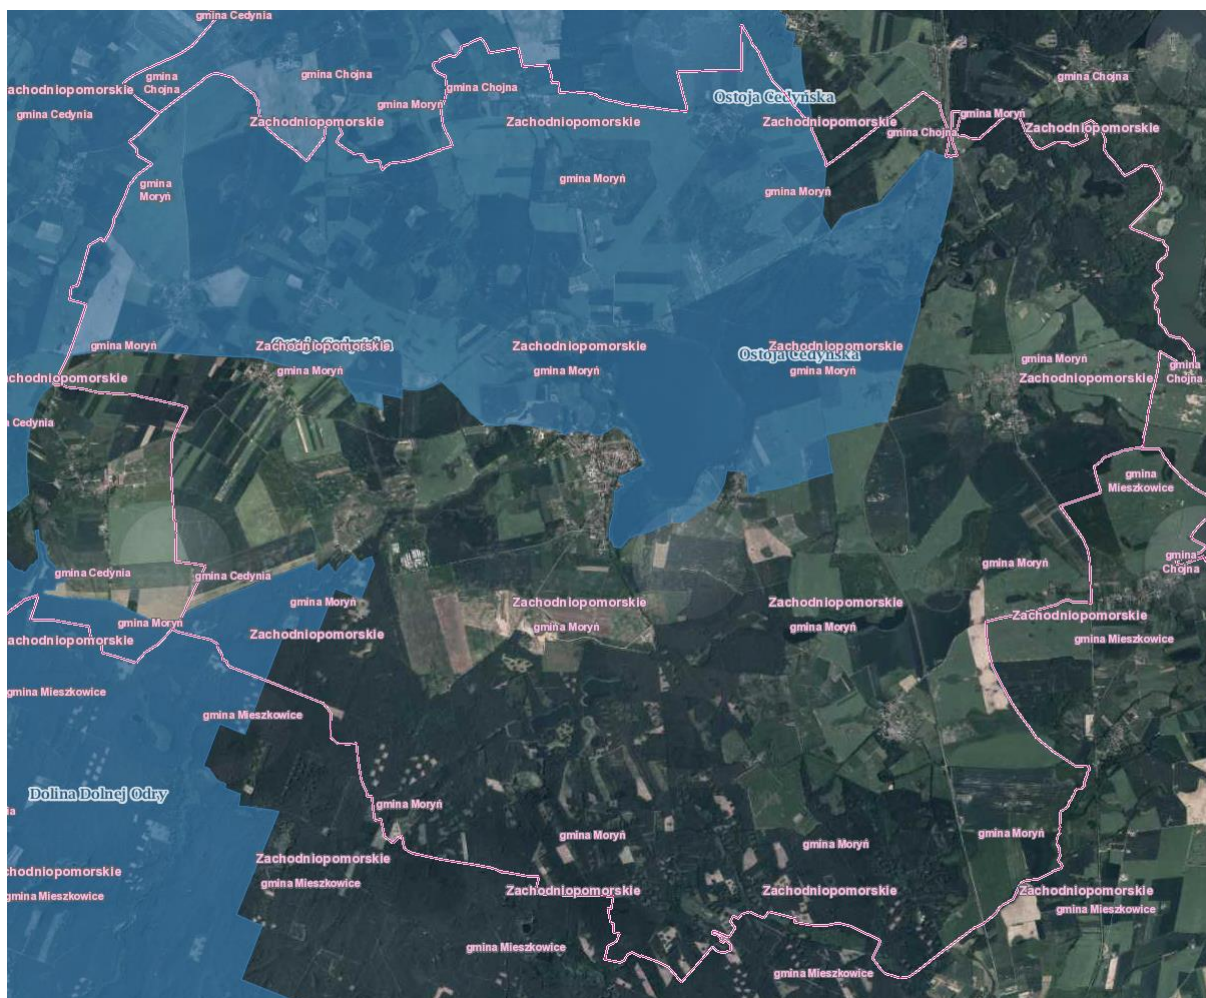 gmina Cedynia
gmina
Chojna
gmina Chojna
gmina Chojna
gmina Chojna
achodniopomorskie
gmina Moryń
Ostoja Cedyńska
gmina Cedynia
Zachodniopomorskie
Zachodniopomorskie
Zachodniopomorskie
gmina Chojna
gmina Moryń
Zachodniopomorskie
gmina
Moryń
gmina Moryń
gmina Moryń
gmina Moryń
Zachodniopomorskie
Zachodniopomorskie
Zachodniopomorskie
Ostoja Cedyńska
gmina Moryń
gmina Moryń
gmina Moryń
gmina Moryń
achodniopomorskie
Zachodniopomorskie
gmina
Chojna
Cedynia
gmina
Mieszkowice
gmina Cedynia
gmina Cedynia
gmina Moryń
gmina
Chojna
gmina Moryń
Zachodniopomorskie
Zachodniopomorskie
Zachodniopomorskie
gmina Moryń
gmina Moryń
gmina Moryń
achodniopomorskie
Zachodniopomorskie
gmina Mieszkowice
gmina Mieszkowice
gmina Mieszkowice
Dolina Dolnej Odry
ia
gmina Moryń
gmina Moryń
gmina Moryń
gmina Moryń
Zachodniopomorskie
achodniopomorskie
gmina Mieszkowice
Zachodniopomorskie
Zachodniopomorskie
Zachodniopomorskie
gmina Mieszkowice
gmina Mieszkowice
gmina Mieszkowice
gmina Mieszkowice